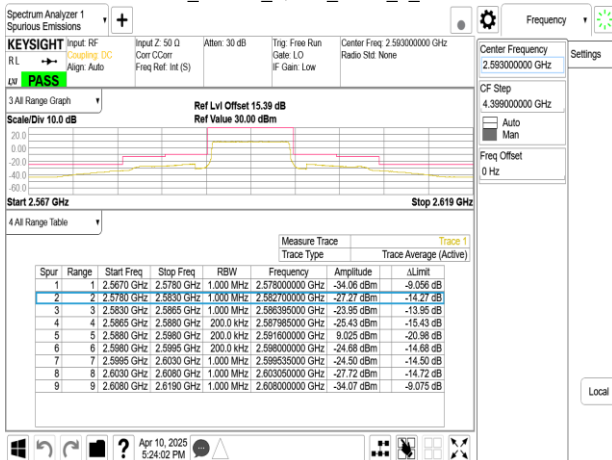 Spectrum Analyzer 1
Spurious Emissions
+
Frequency
Settings
KEYSIGHT
RL
LXI
PASS
Input: RF
Coupling: DC
Align: Auto
Input Z: 50 Ω
Corr CCorr
Freq Ref: Int (S)
Atten: 30 dB
Trig: Free Run
Gate: LO
IF Gain: Low
Center Freq: 2.593000000 GHz
Radio Std: None
Center Frequency
2.593000000 GHz
CF Step
4.399000000 GHz
Auto
Man
Freq Offset
0 Hz
3 All Range Graph
Scale/Div 10.0 dB
Ref Lvl Offset 15.39 dB
Ref Value 30.00 dBm
20.0
0.00
-20.0
-40.0
-60.0
Start 2.567 GHz
Stop 2.619 GHz
4 All Range Table
Measure Trace Trace 1
Trace Type Trace Average (Active)
Spur Range Start Freq Stop Freq RBW Frequency Amplitude ΔLimit
1 1 2.5670 GHz 2.5780 GHz 1.000 MHz 2.578000000 GHz -34.06 dBm -9.056 dB
2 2 2.5780 GHz 2.5830 GHz 1.000 MHz 2.582700000 GHz -27.27 dBm -14.27 dB
3 3 2.5830 GHz 2.5865 GHz 1.000 MHz 2.586395000 GHz -23.95 dBm -13.95 dB
4 4 2.5865 GHz 2.5880 GHz 200.0 kHz 2.587985000 GHz -25.43 dBm -15.43 dB
5 5 2.5880 GHz 2.5980 GHz 200.0 kHz 2.591600000 GHz 9.025 dBm -20.98 dB
6 6 2.5980 GHz 2.5995 GHz 200.0 kHz 2.598000000 GHz -24.68 dBm -14.68 dB
7 7 2.5995 GHz 2.6030 GHz 1.000 MHz 2.599535000 GHz -24.50 dBm -14.50 dB
8 8 2.6030 GHz 2.6080 GHz 1.000 MHz 2.603050000 GHz -27.72 dBm -14.72 dB
9 9 2.6080 GHz 2.6190 GHz 1.000 MHz 2.608000000 GHz -34.07 dBm -9.075 dB
Local
?
Apr 10, 2025
5:24:02 PM